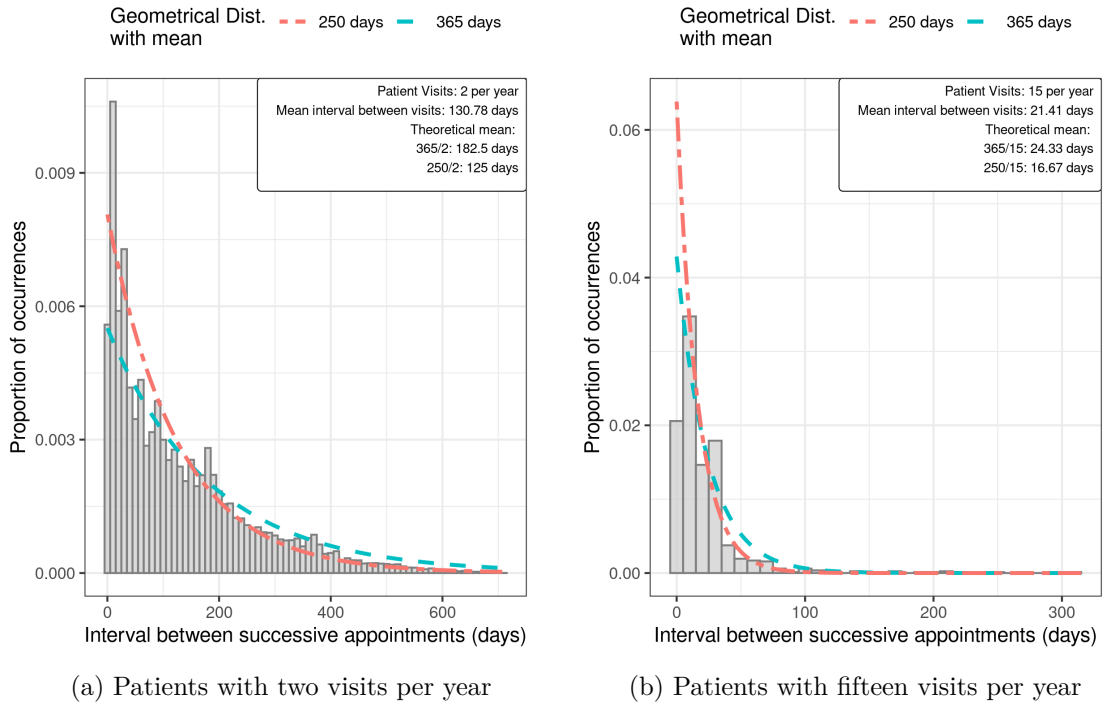 Geometrical Dist.
with mean
250 days
365 days
Patient Visits: 2 per year
Mean interval between visits: 130.78 days
Theoretical mean:
365/2: 182.5 days
250/2: 125 days
0.009
0.006
0.003
0.000
Proportion of occurrences
0
200
400
600
Interval between successive appointments (days)
(a) Patients with two visits per year
Geometrical Dist.
with mean
250 days
365 days
Patient Visits: 15 per year
Mean interval between visits: 21.41 days
Theoretical mean:
365/15: 24.33 days
250/15: 16.67 days
0.06
0.04
0.02
0.00
Proportion of occurrences
0
100
200
300
Interval between successive appointments (days)
(b) Patients with fifteen visits per year